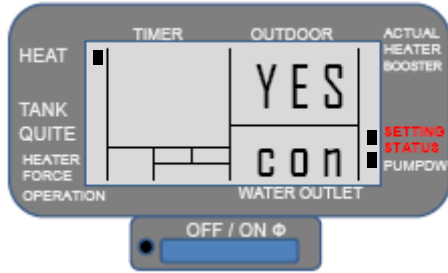 TIMER
OUTDOOR
ACTUAL
HEATER
BOOSTER
HEAT
YES
TANK
QUITE
SETTING
STATUS
con
HEATER
FORCE
PUMPDW
OPERATION
WATER OUTLET
OFF / ON Φ